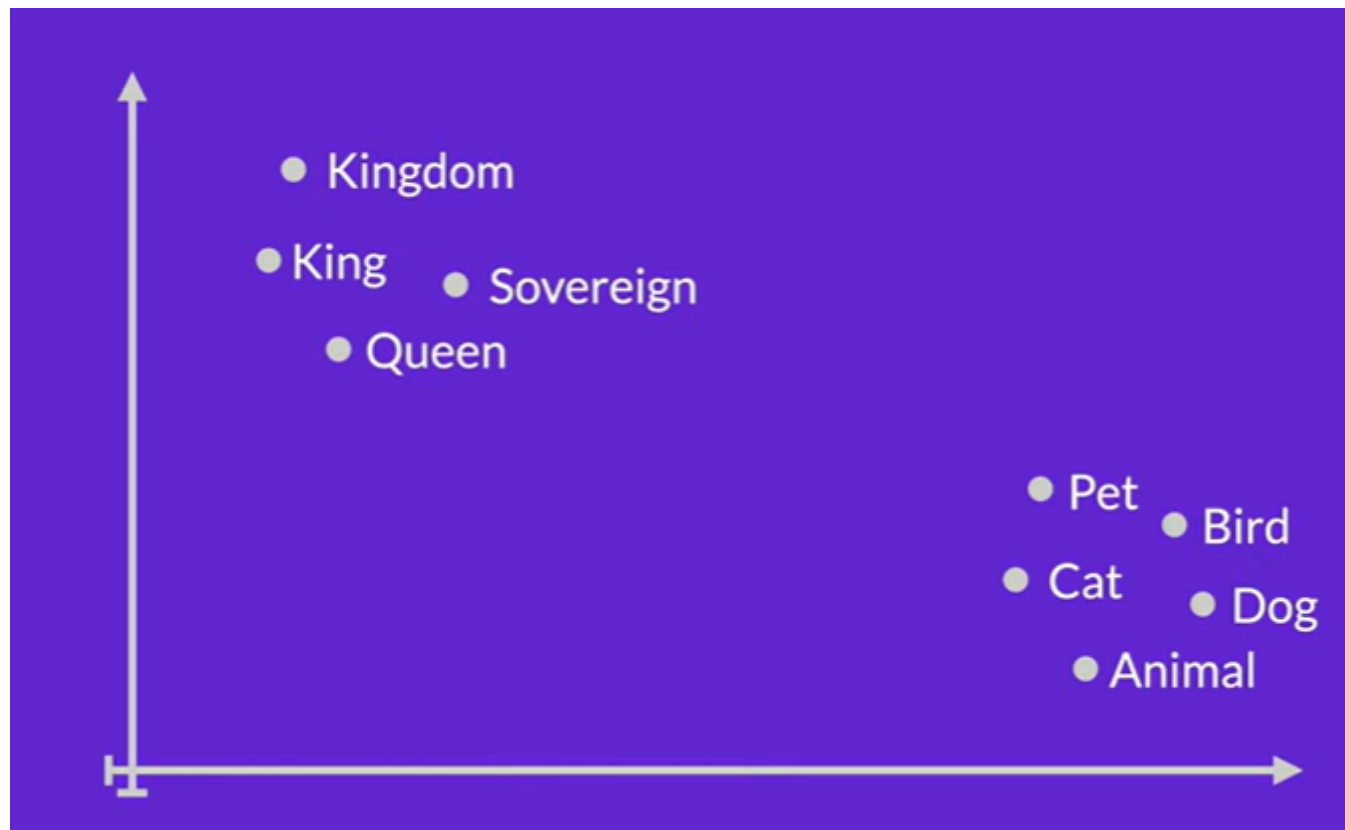 Kingdom
King
Sovereign
Queen
Pet
Bird
Cat
Dog
Animal